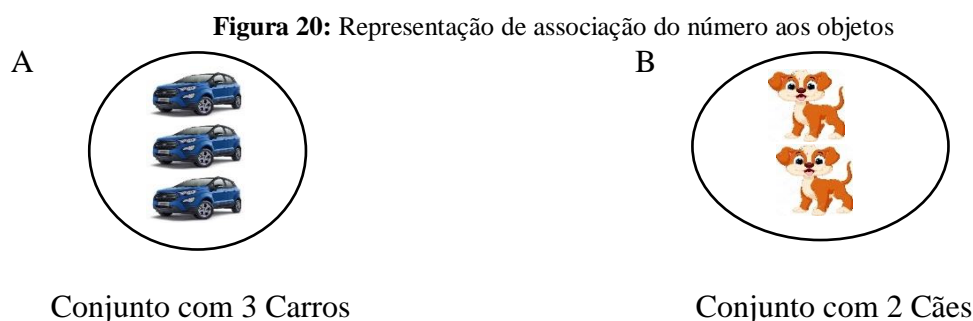 Figura 20: Representação de associação do número aos objetos
A
B
Conjunto com 3 Carros
Conjunto com 2 Cães